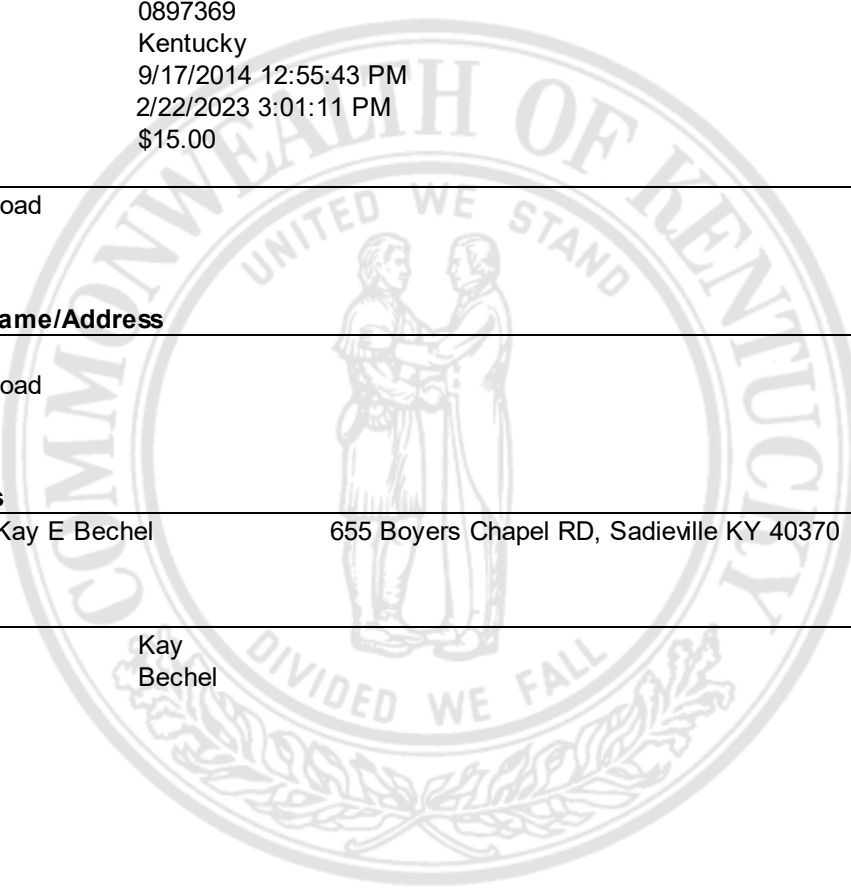 0897369
Kentucky
9/17/2014 12:55:43 PM
2/22/2023 3:01:11 PM
$15.00
oad
ame/Address
oad
s
Kay E Bechel 655 Boyers Chapel RD, Sadieville KY 40370
Kay
Bechel
COMMONWEALTH OF KENTUCKY
UNITED WE STAND
DIVIDED WE FALL